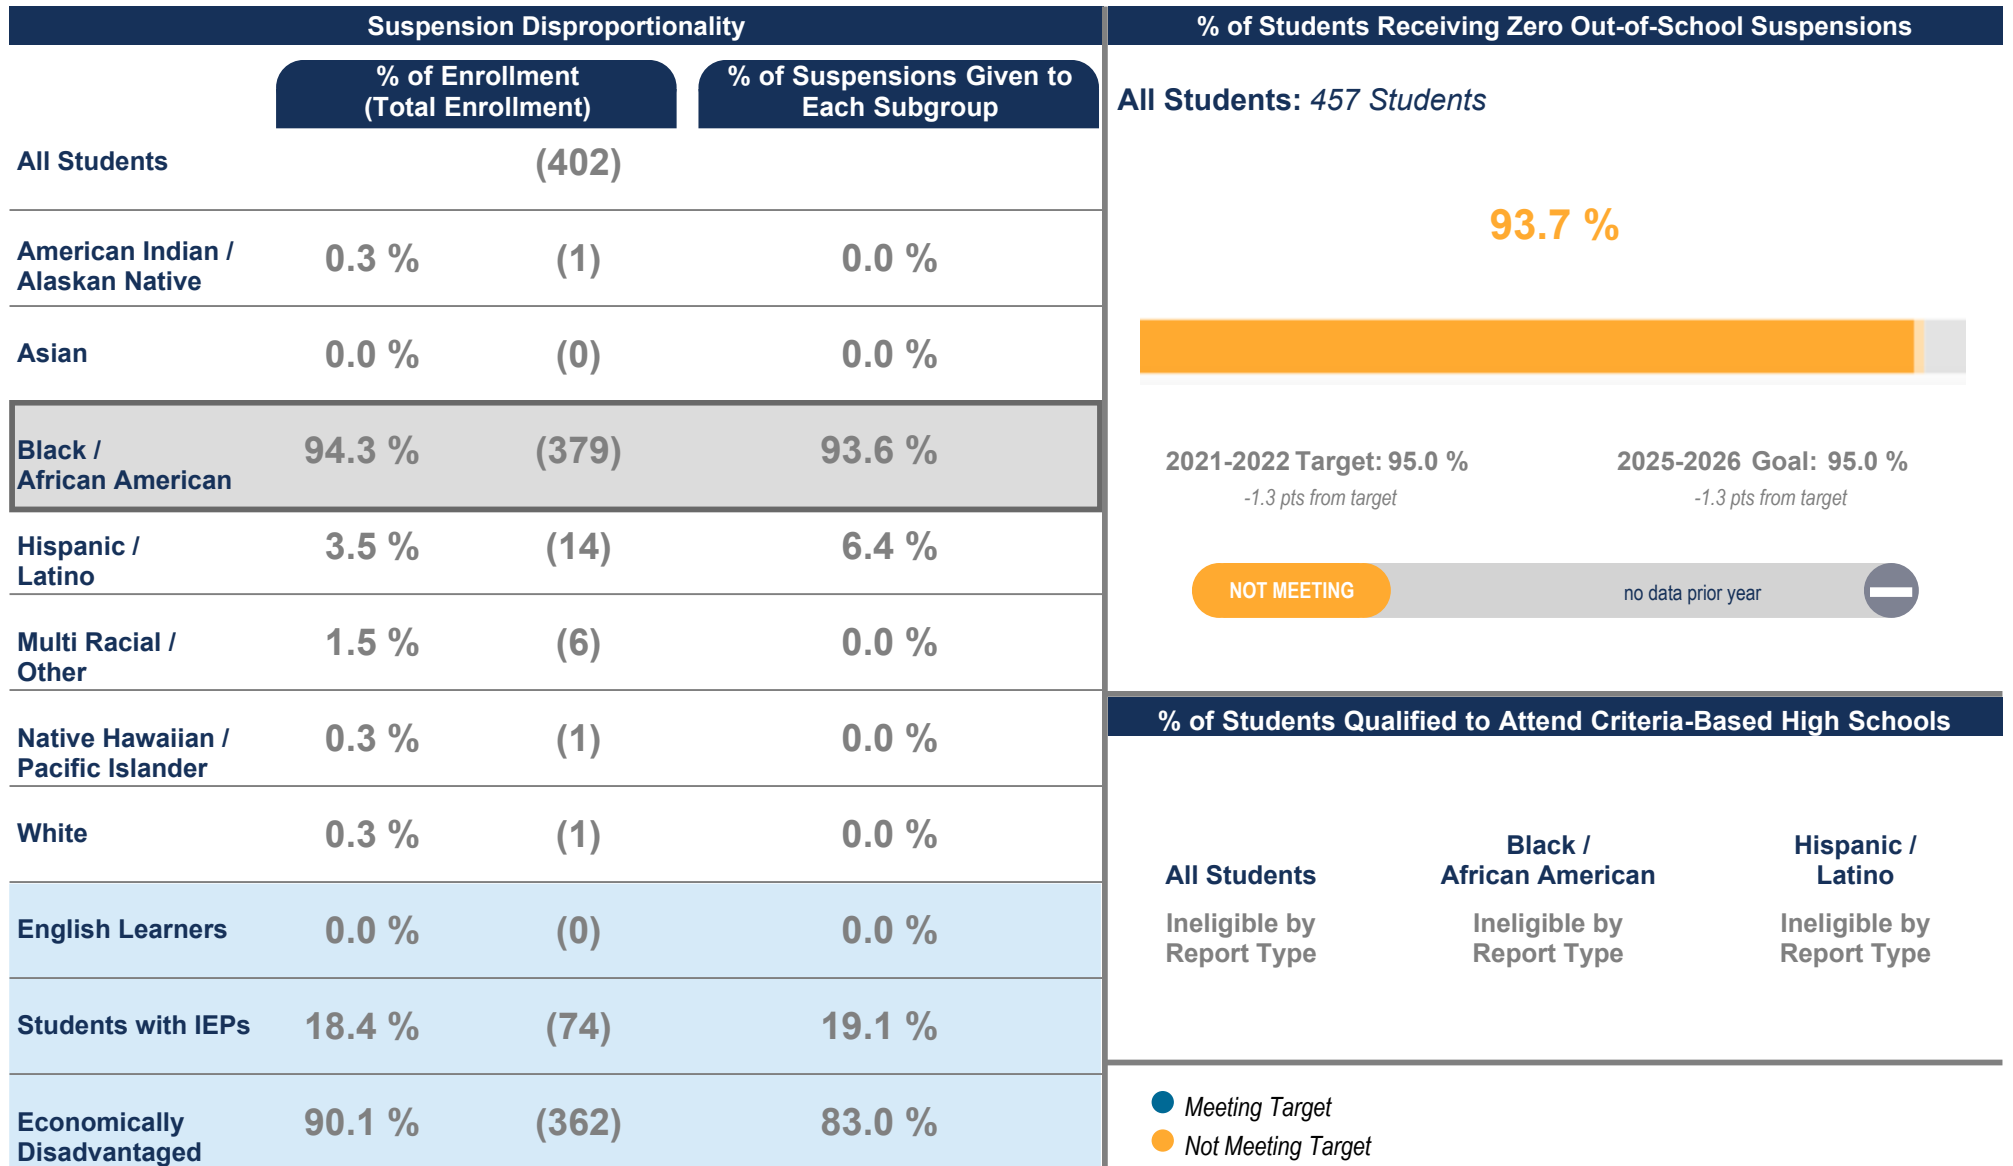 Suspension Disproportionality
% of Enrollment
(Total Enrollment)
% of Suspensions Given to
Each Subgroup
All Students
(402)
American Indian /
Alaskan Native
0.3 %
(1)
0.0 %
Asian
0.0 %
(0)
0.0 %
Black /
African American
94.3 %
(379)
93.6 %
Hispanic /
Latino
3.5 %
(14)
6.4 %
Multi Racial /
Other
1.5 %
(6)
0.0 %
Native Hawaiian /
Pacific Islander
0.3 %
(1)
0.0 %
White
0.3 %
(1)
0.0 %
English Learners
0.0 %
(0)
0.0 %
Students with IEPs
18.4 %
(74)
19.1 %
Economically
Disadvantaged
90.1 %
(362)
83.0 %
% of Students Receiving Zero Out-of-School Suspensions
All Students: 457 Students
93.7 %
2021-2022 Target: 95.0 %
-1.3 pts from target
2025-2026 Goal: 95.0 %
-1.3 pts from target
NOT MEETING
no data prior year
% of Students Qualified to Attend Criteria-Based High Schools
All Students
Ineligible by
Report Type
Black /
African American
Ineligible by
Report Type
Hispanic /
Latino
Ineligible by
Report Type
Meeting Target
Not Meeting Target